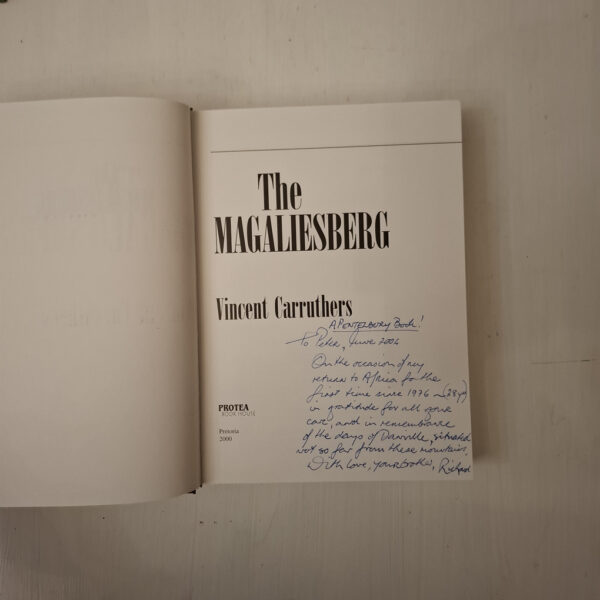 The
MAGALIESBERG
Vincent Carruthers
A PONTERBURY Book!
To Peter, June 2004
On the occasion of my
return to Africa for the
first time since 1976 – (28 yrs)
in gratitude for all your
care, and in remembrance
of the days of Danville, situated
not so far from these mountains.
With love, your brother, Richard
PROTEA
BOOK HOUSE
Pretoria
2000